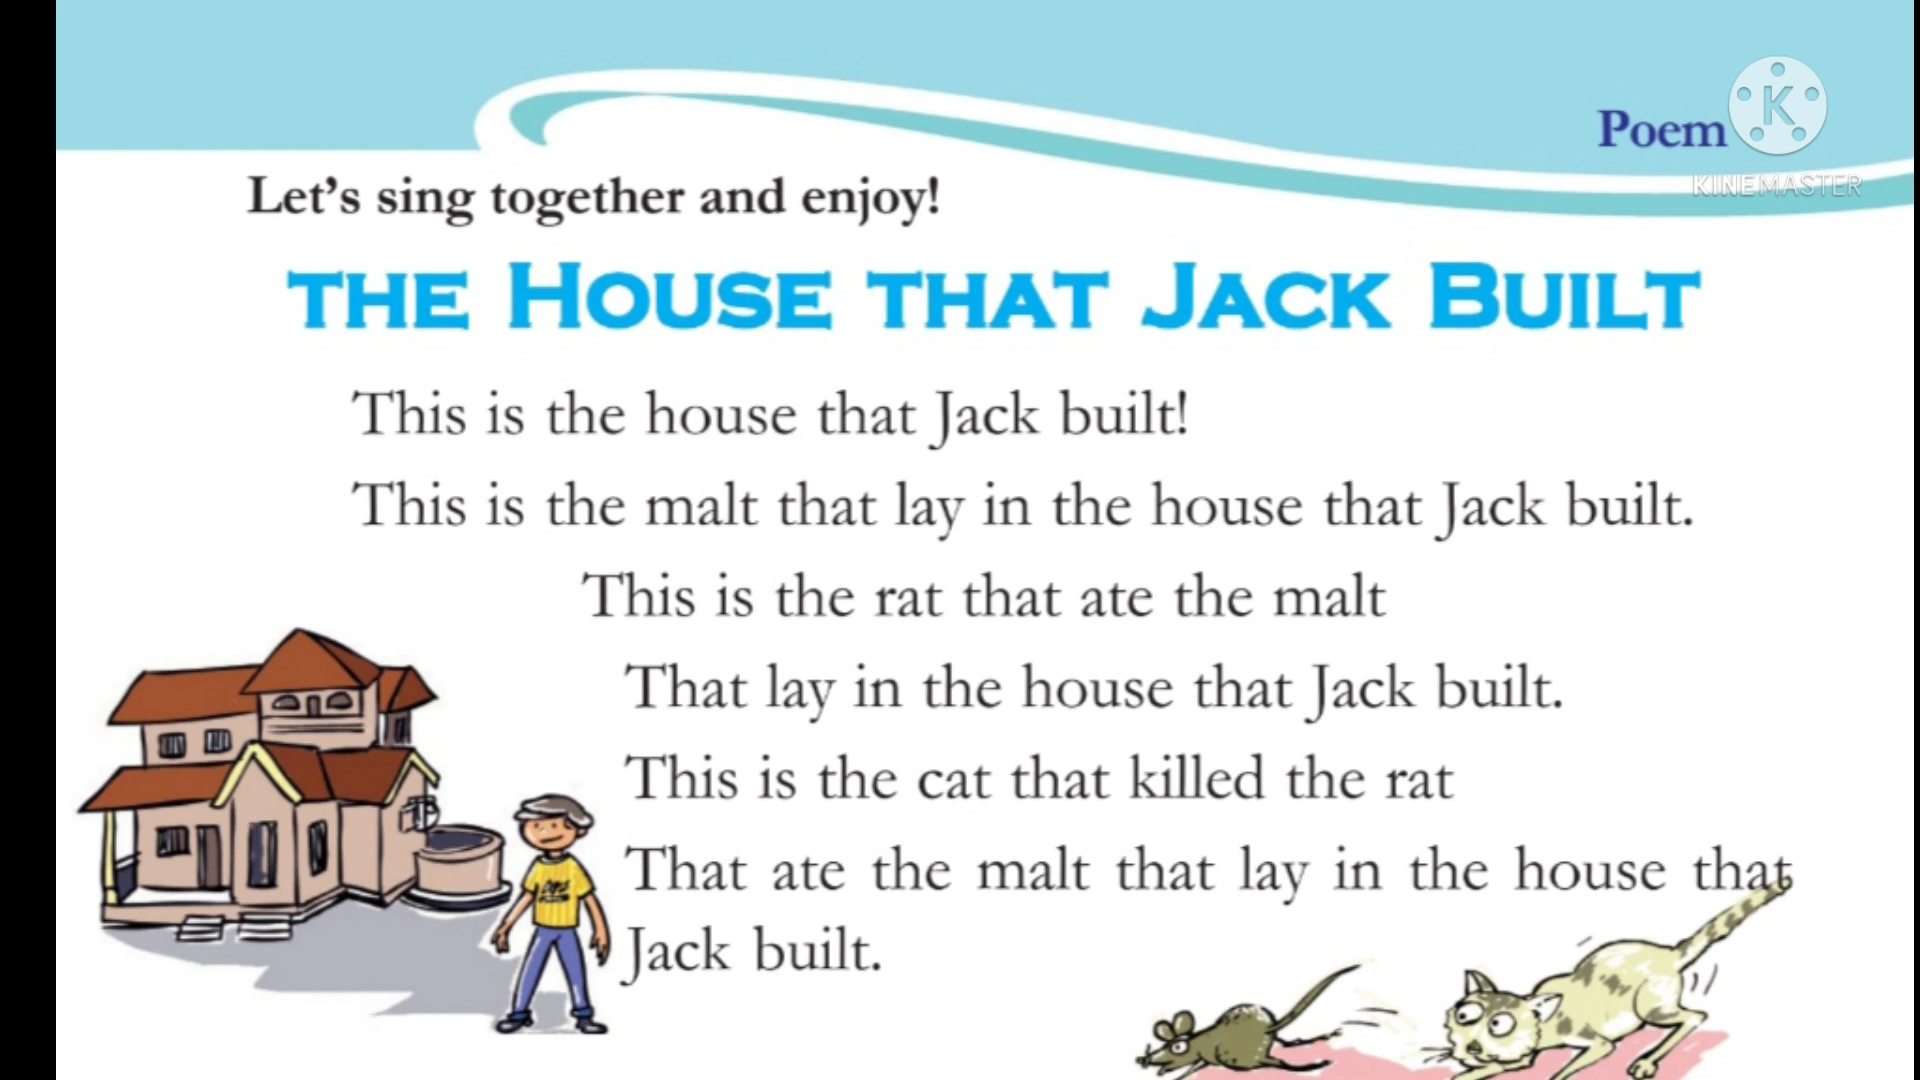 Poem
K
KINEMASTER
Let's sing together and enjoy!
THE HOUSE THAT JACK BUILT
This is the house that Jack built!
This is the malt that lay in the house that Jack built.
This is the rat that ate the malt
That lay in the house that Jack built.
This is the cat that killed the rat
That ate the malt that lay in the house that
Jack built.